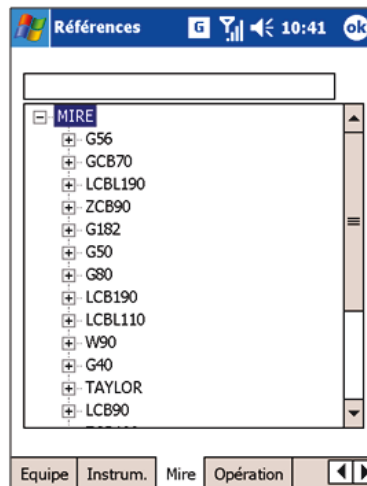 Références G 10:41 ok
MIRE
G56
GCB70
LCBL190
ZCB90
G182
G50
G80
LCB190
LCBL110
W90
G40
TAYLOR
LCB90
Equipe Instrum. Mire Opération